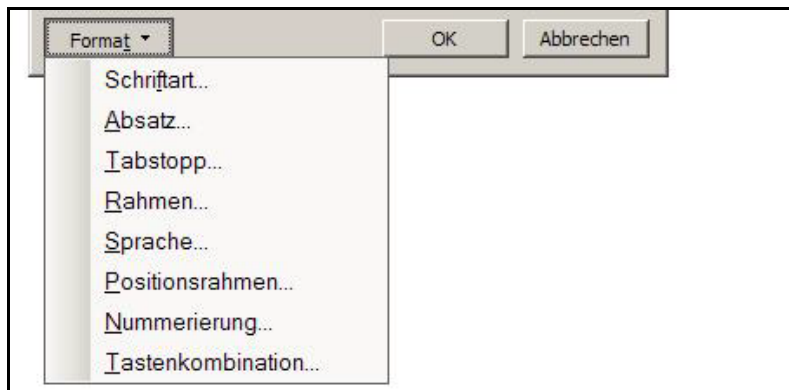 Format OK Abbrechen
Schriftart...
Absatz...
Tabstopp...
Rahmen...
Sprache...
Positionsrahmen...
Nummerierung...
Tastenkombination...